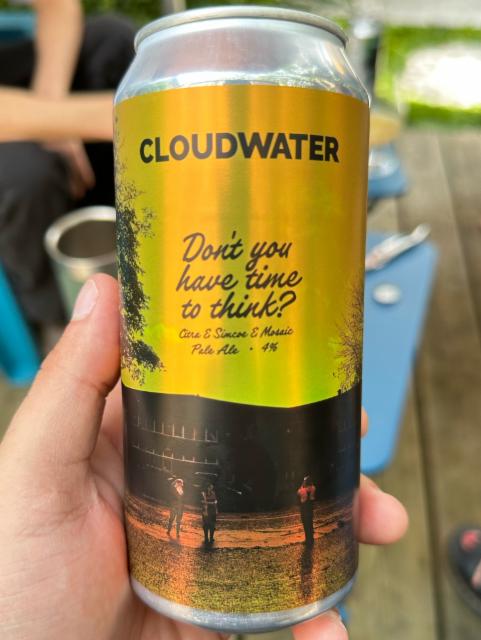 CLOUDWATER
Don't you
have time
to think?
Citra & Simcoe & Mosaic
Pale Ale • 4%